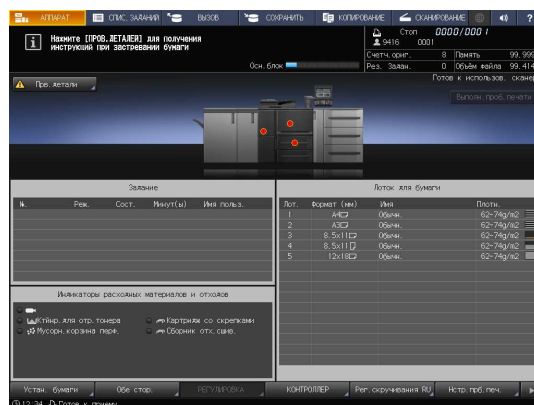 АППАРАТ
СПИС. ЗАДАНИЙ
ВЫЗОВ
СОХРАНИТЬ
КОПИРОВАНИЕ
СКАНИРОВАНИЕ
?
Нажмите [ПРОВ.ДЕТАЛЕЙ] для получения
инструкций при застревании бумаги
Осн. блок
Стоп 0000/0001
9416 0001
Счетч.ориг. 8 Память 99.999
Рез. Задан. 0 Объём файла 99.414
Готов к использов. сканер
Прв. детали
Выполн. проб. печати
Задание
№. Реж. Сост. Минут(ы) Имя польз.
Лоток для бумаги
Лот. Формат (мм) Имя Плотн.
1 A4 Обычн. 62-74g/m2
2 A3 Обычн. 62-74g/m2
3 8.5x11 Обычн. 62-74g/m2
4 8.5x11 Обычн. 62-74g/m2
5 12x18 Обычн. 62-74g/m2
Индикаторы расходных материалов и отходов
Ктйнр. для отр. тонера
Картридж со скрепками
Мусорн. корзина перф.
Сборник отх. сшив.
Устан. бумаги
Обе стор.
РЕГУЛИРОВКА
КОНТРОЛЛЕР
Рег. скручивания RU
Нстр. прб. печ.
12:34 Готов к приему